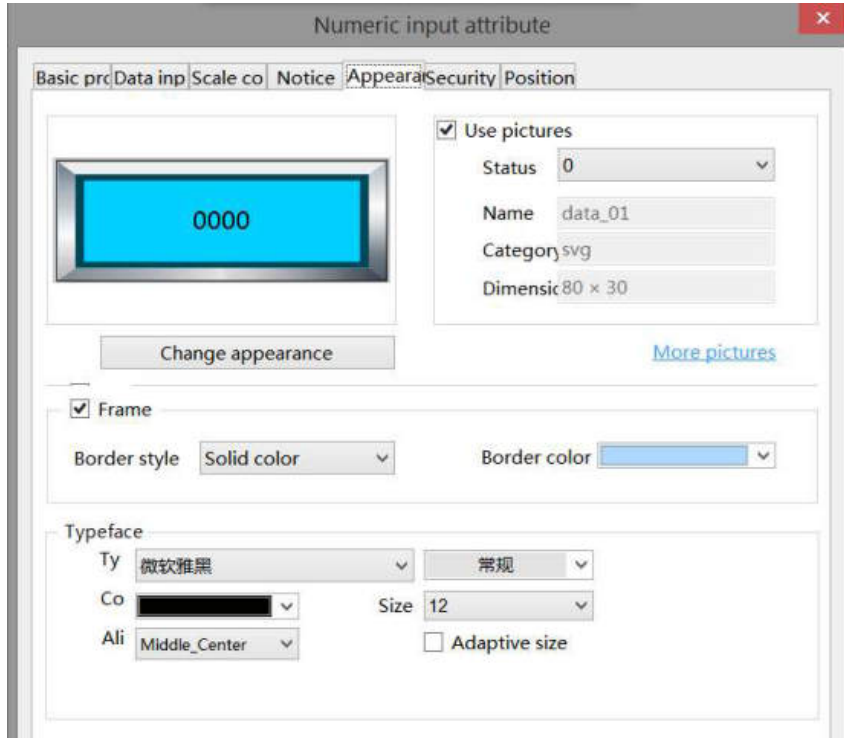 Numeric input attribute
Basic pro Data inp Scale co Notice Appearar Security Position
0000
Use pictures
Status 0
Name data_01
Category svg
Dimensic 80 × 30
Change appearance
More pictures
Frame
Border style Solid color Border color
Typeface
Ty 微软雅黑 常规
Co Size 12
Ali Middle_Center Adaptive size